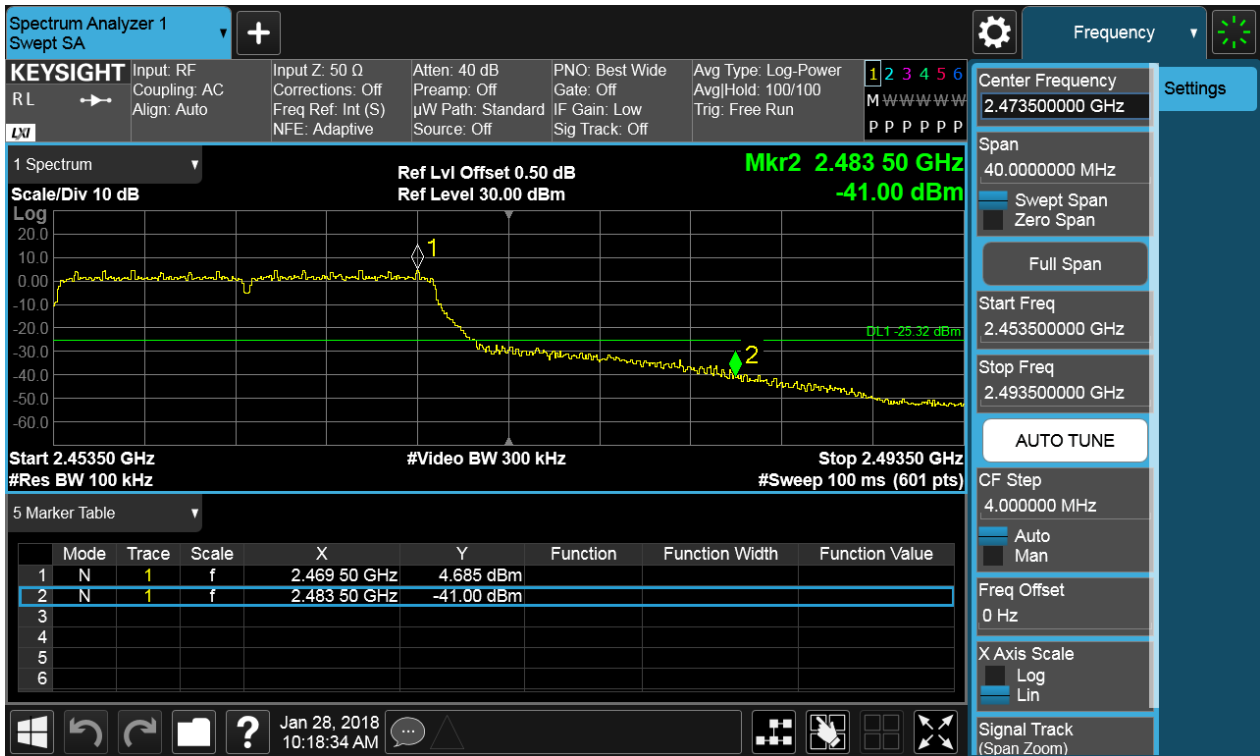 Spectrum Analyzer 1
Swept SA
+
Frequency
KEYSIGHT
R L
LXI
Input: RF
Coupling: AC
Align: Auto
Input Z: 50 Ω
Corrections: Off
Freq Ref: Int (S)
NFE: Adaptive
Atten: 40 dB
Preamp: Off
µW Path: Standard
Source: Off
PNO: Best Wide
Gate: Off
IF Gain: Low
Sig Track: Off
Avg Type: Log-Power
Avg|Hold: 100/100
Trig: Free Run
1 2 3 4 5 6
M W W W W W
P P P P P P
1 Spectrum
Scale/Div 10 dB
Ref Lvl Offset 0.50 dB
Ref Level 30.00 dBm
Mkr2 2.483 50 GHz
-41.00 dBm
Log
20.0
10.0
0.00
-10.0
-20.0
-30.0
-40.0
-50.0
-60.0
1
DL1 -25.32 dBm
2
Start 2.45350 GHz
#Video BW 300 kHz
Stop 2.49350 GHz
#Res BW 100 kHz
#Sweep 100 ms (601 pts)
5 Marker Table
Mode Trace Scale X Y Function Function Width Function Value
1 N 1 f 2.469 50 GHz 4.685 dBm
2 N 1 f 2.483 50 GHz -41.00 dBm
3
4
5
6
Center Frequency
2.473500000 GHz
Settings
Span
40.0000000 MHz
Swept Span
Zero Span
Full Span
Start Freq
2.453500000 GHz
Stop Freq
2.493500000 GHz
AUTO TUNE
CF Step
4.000000 MHz
Auto
Man
Freq Offset
0 Hz
X Axis Scale
Log
Lin
Signal Track
(Span Zoom)
?
Jan 28, 2018
10:18:34 AM